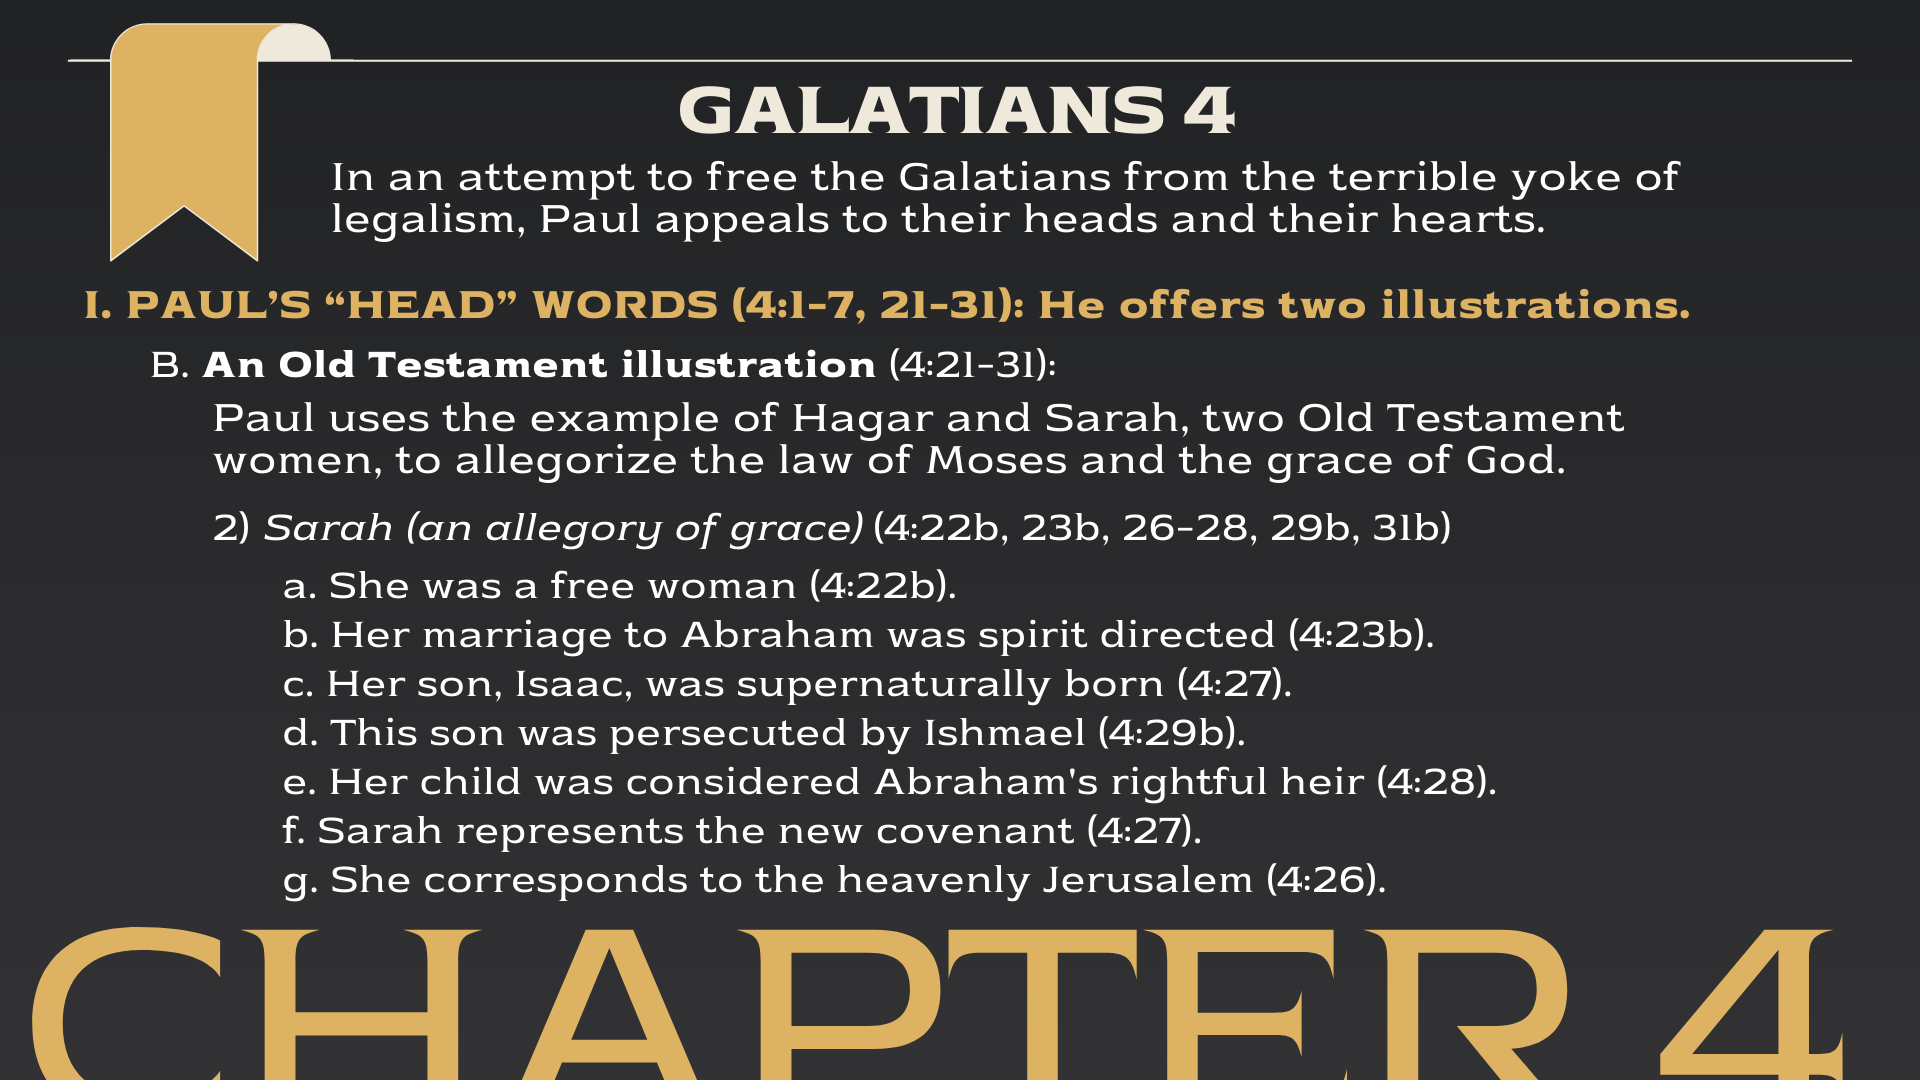 GALATIANS 4
In an attempt to free the Galatians from the terrible yoke of
legalism, Paul appeals to their heads and their hearts.
I. PAUL’S “HEAD” WORDS (4:1-7, 21-31): He offers two illustrations.
B. An Old Testament illustration (4:21-31):
Paul uses the example of Hagar and Sarah, two Old Testament
women, to allegorize the law of Moses and the grace of God.
2) Sarah (an allegory of grace) (4:22b, 23b, 26-28, 29b, 31b)
a. She was a free woman (4:22b).
b. Her marriage to Abraham was spirit directed (4:23b).
c. Her son, Isaac, was supernaturally born (4:27).
d. This son was persecuted by Ishmael (4:29b).
e. Her child was considered Abraham's rightful heir (4:28).
f. Sarah represents the new covenant (4:27).
g. She corresponds to the heavenly Jerusalem (4:26).
CHAPTER 4